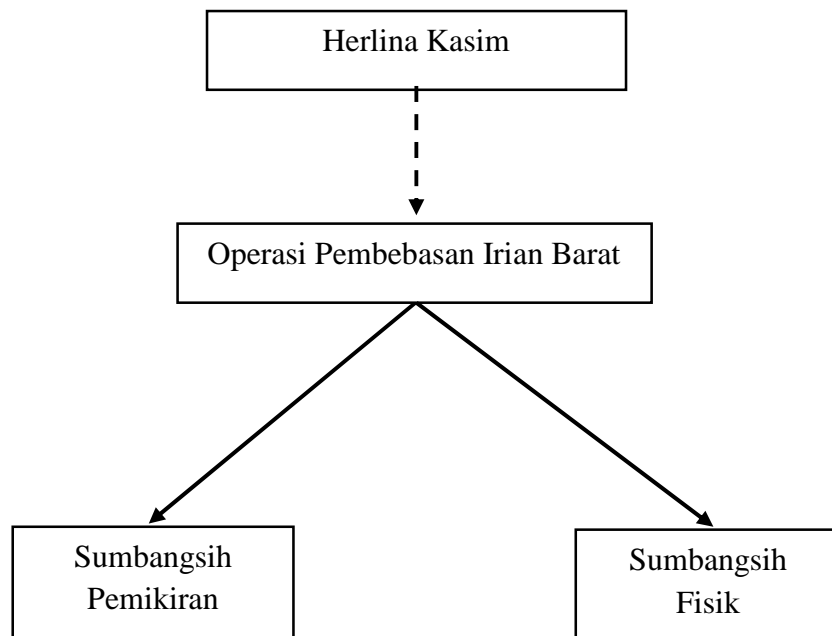 Herlina Kasim
Operasi Pembebasan Irian Barat
Sumbangsih
Pemikiran
Sumbangsih
Fisik